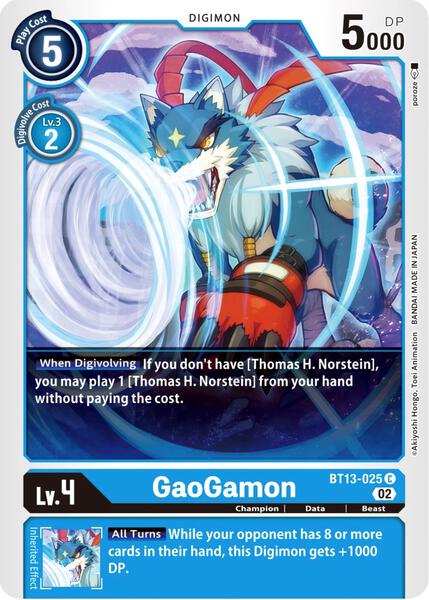 DIGIMON
Play Cost
5
DP
5000
Digivolve Cost
Lv.3
2
poroze
©Akiyoshi Hongo, Toei Animation BANDAI MADE IN JAPAN
When Digivolving If you don't have [Thomas H. Norstein],
you may play 1 [Thomas H. Norstein] from your hand
without paying the cost.
Lv.4
GaoGamon
BT13-025 C
02
Champion | Data | Beast
Inherited Effect
All Turns While your opponent has 8 or more
cards in their hand, this Digimon gets +1000
DP.